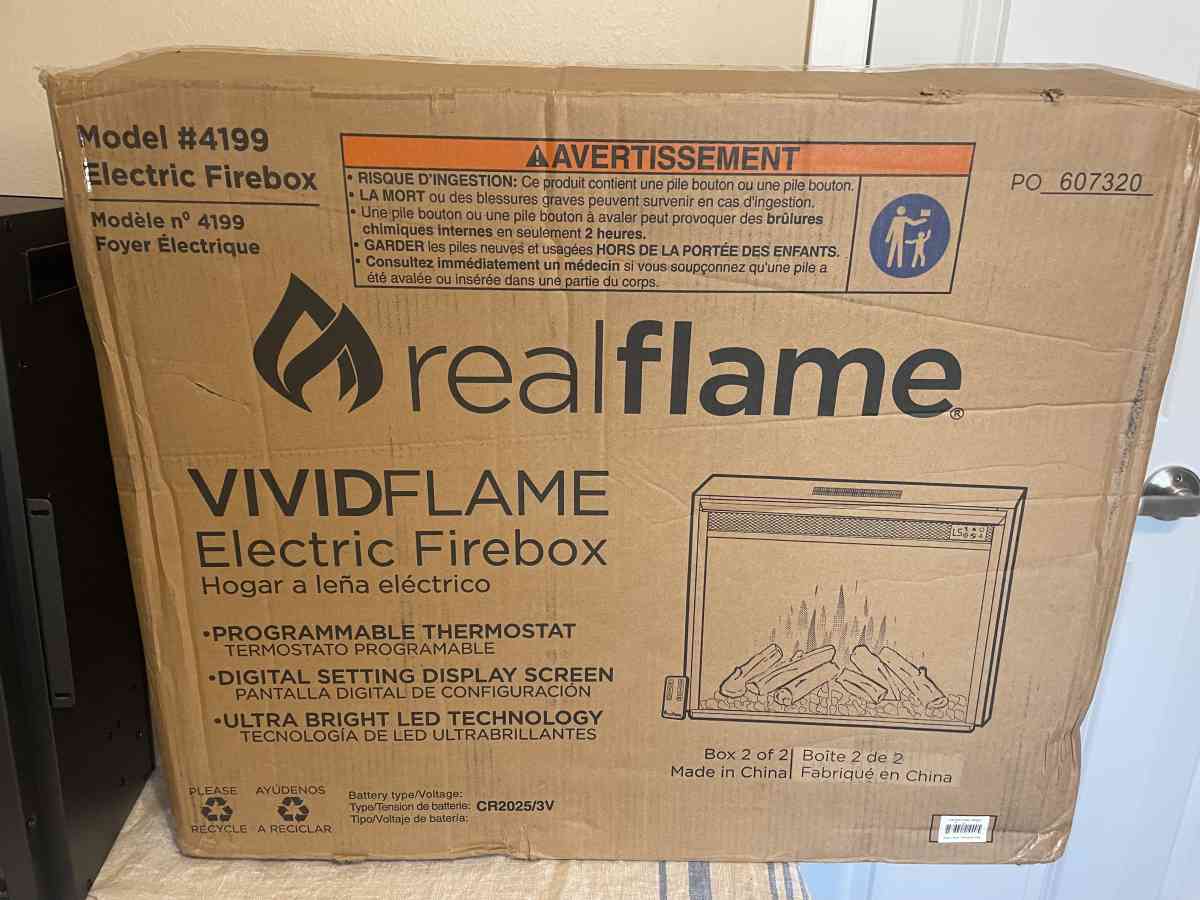 Model #4199
Electric Firebox
Modèle nº 4199
Foyer Électrique
AVERTISSEMENT
• RISQUE D'INGESTION: Ce produit contient une pile bouton ou une pile bouton.
• LA MORT ou des blessures graves peuvent survenir en cas d'ingestion.
• Une pile bouton ou une pile bouton à avaler peut provoquer des brûlures
chimiques internes en seulement 2 heures.
• GARDER les piles neuves et usagées HORS DE LA PORTÉE DES ENFANTS.
• Consultez immédiatement un médecin si vous soupçonnez qu'une pile a
été avalée ou insérée dans une partie du corps.
PO 607320
realflame®
VIVIDFLAME
Electric Firebox
Hogar a leña eléctrico
•PROGRAMMABLE THERMOSTAT
TERMOSTATO PROGRAMABLE
•DIGITAL SETTING DISPLAY SCREEN
PANTALLA DIGITAL DE CONFIGURACIÓN
•ULTRA BRIGHT LED TECHNOLOGY
TECNOLOGÍA DE LED ULTRABRILLANTES
Box 2 of 2 | Boîte 2 de 2
Made in China | Fabriqué en China
PLEASE RECYCLE
AYÚDENOS A RECICLAR
Battery type/Voltage:
Type/Tension de batterie: CR2025/3V
Tipo/Voltaje de batería: